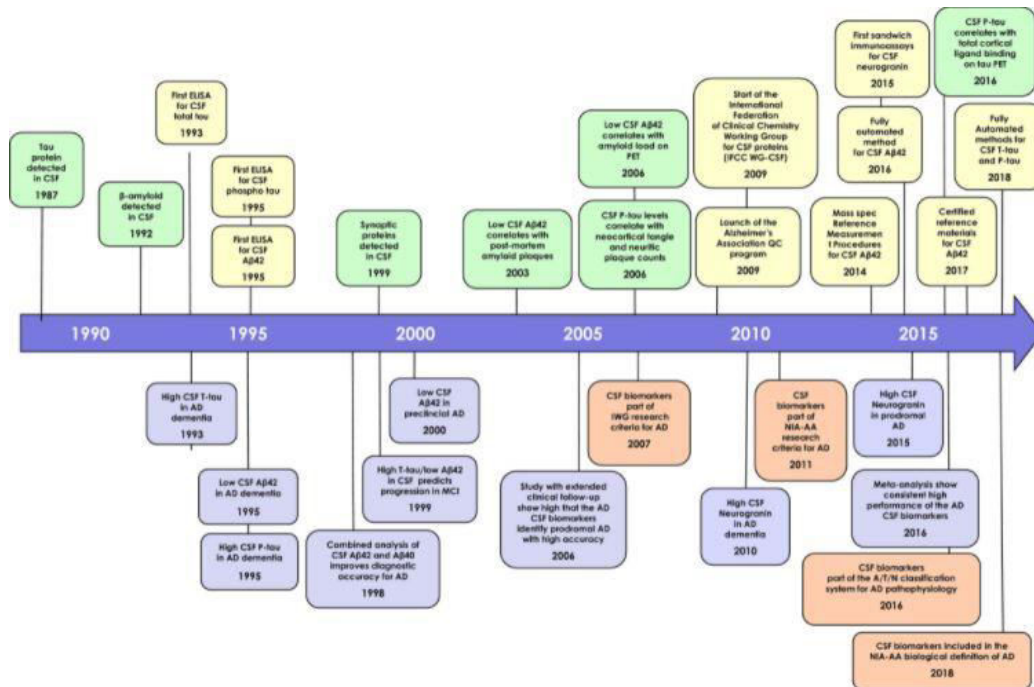 Tau
protein
detected
in CSF
1987
β-amyloid
detected
in CSF
1992
First ELISA
for CSF
total tau
1993
First ELISA
for CSF
phospho tau
1995
First ELISA
for CSF
Aβ42
1995
Synaptic
proteins
detected
in CSF
1999
Low CSF Aβ42
correlates with
post-mortem
amyloid plaques
2003
Low CSF Aβ42
correlates with
amyloid load on
PET
2006
CSF P-tau levels
correlate with
neocortical tangle
and neuritic
plaque counts
2006
Start of the
International
Federation
of Clinical Chemistry
Working Group
for CSF proteins
(IFCC WG-CSF)
2009
Launch of the
Alzheimer's
Association QC
program
2009
First sandwich
immunoassays
for CSF
neurogranin
2015
Fully
automated
method
for CSF Aβ42
2016
Mass spec
Reference
Measuremen
t Procedures
for CSF Aβ42
2014
CSF P-tau
correlates with
total cortical
ligand binding
on tau PET
2016
Fully
Automated
methods for
CSF T-tau
and P-tau
2018
Certified
reference
materials
for CSF
Aβ42
2017
1990 1995 2000 2005 2010 2015
High CSF T-tau
in AD
dementia
1993
Low CSF Aβ42
in AD dementia
1995
High CSF P-tau
in AD dementia
1995
Combined analysis of
CSF Aβ42 and Aβ40
improves diagnostic
accuracy for AD
1998
High T-tau/low Aβ42
in CSF predicts
progression in MCI
1999
Low CSF
Aβ42 in
preclincial AD
2000
Study with extended
clinical follow-up
show high that the AD
CSF biomarkers
identify prodromal AD
with high accuracy
2006
CSF biomarkers
part of
IWG research
criteria for AD
2007
High CSF
Neurogranin
in AD
dementia
2010
CSF
biomarkers
part of
NIA-AA
research
criteria for AD
2011
High CSF
Neurogranin
in prodromal
AD
2015
Meta-analysis show
consistent high
performance of the AD
CSF biomarkers
2016
CSF biomarkers
part of the A/T/N classification
system for AD pathophysiology
2016
CSF biomarkers included in the
NIA-AA biological definition of AD
2018